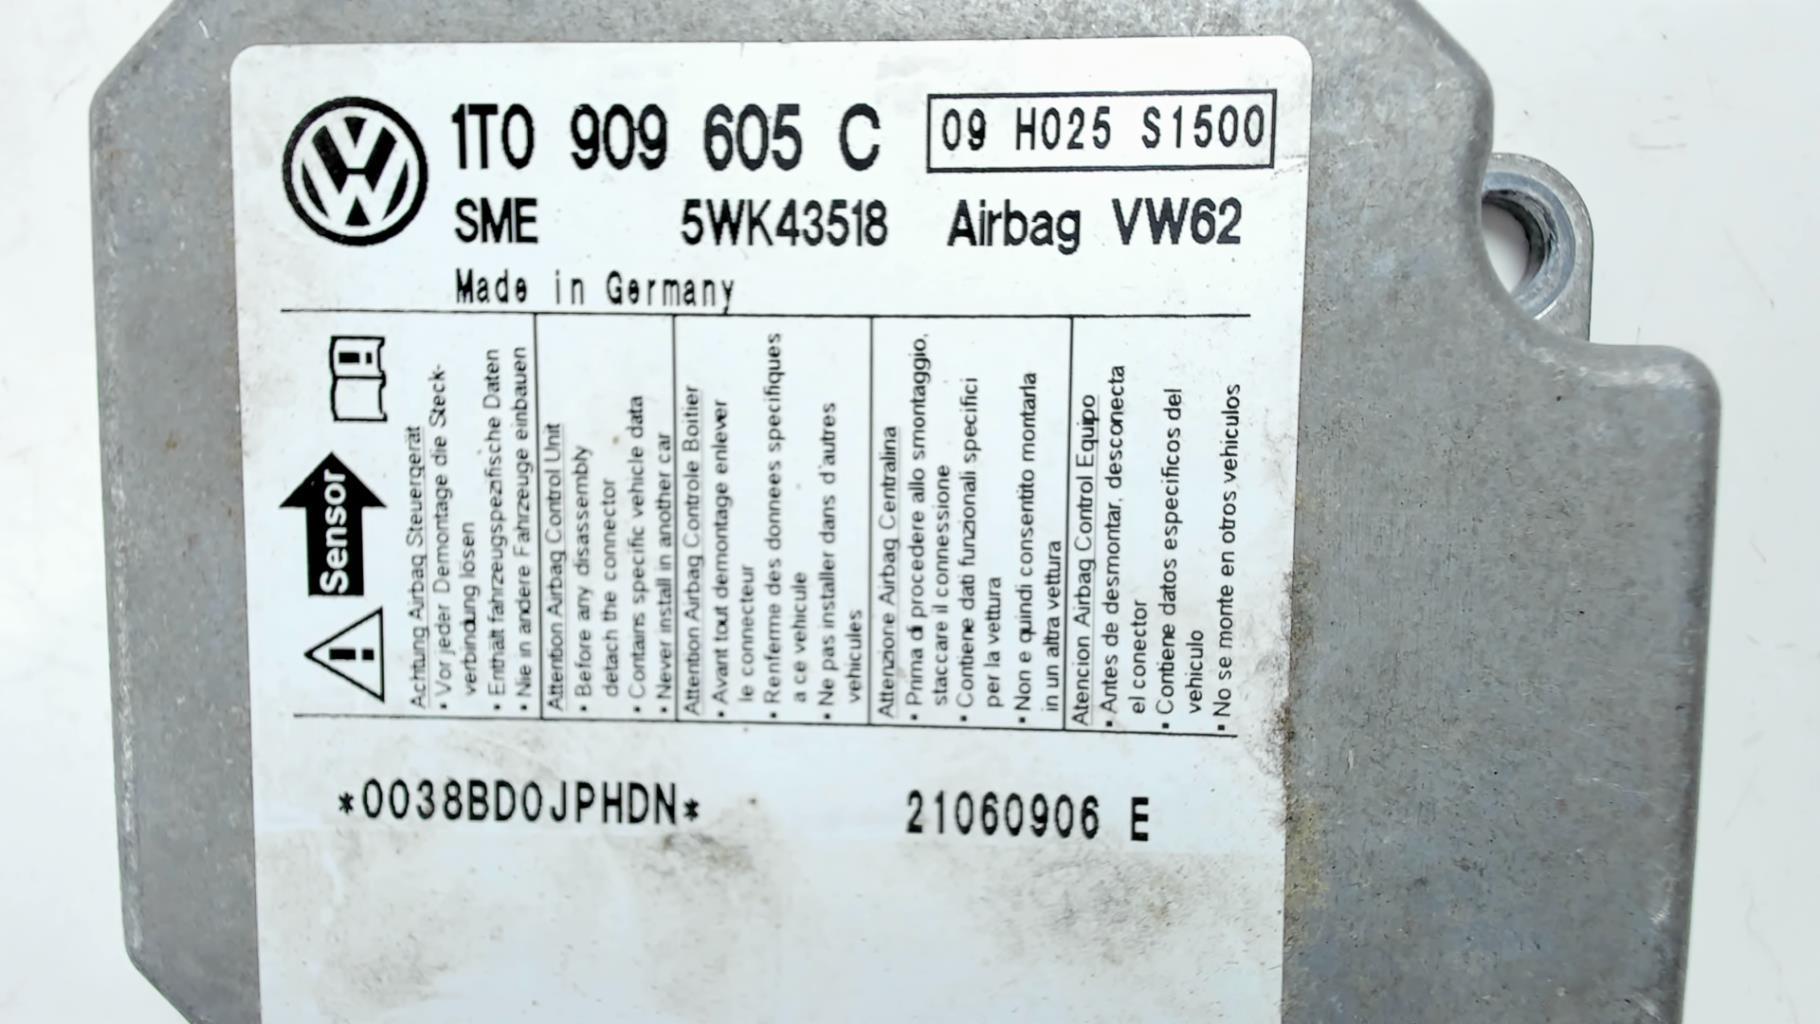 1T0 909 605 C 09 H025 S1500
SME 5WK43518 Airbag VW62
Made in Germany
Sensor
Achtung Airbag Steuergerät
▪ Vor jeder Demontage die Steck-
verbindung lösen
▪ Enthält fahrzeugspezifische Daten
▪ Nie in andere Fahrzeuge einbauen
Attention Airbag Control Unit
▪ Before any disassembly
detach the connector
▪ Contains specific vehicle data
▪ Never install in another car
Attention Airbag Controle Boitier
▪ Avant tout demontage enlever
le connecteur
▪ Renferme des donnees specifiques
a ce vehicule
▪ Ne pas installer dans d'autres
vehicules
Attenzione Airbag Centralina
▪ Prima di procedere allo smontaggio,
staccare il connessione
▪ Contiene dati funzionali specifici
per la vettura
▪ Non e quindi consentito montarla
in un altra vettura
Atencion Airbag Control Equipo
▪ Antes de desmontar, desconecta
el conector
▪ Contiene datos especificos del
vehiculo
▪ No se monte en otros vehiculos
*0038BD0JPHDN* 21060906 E